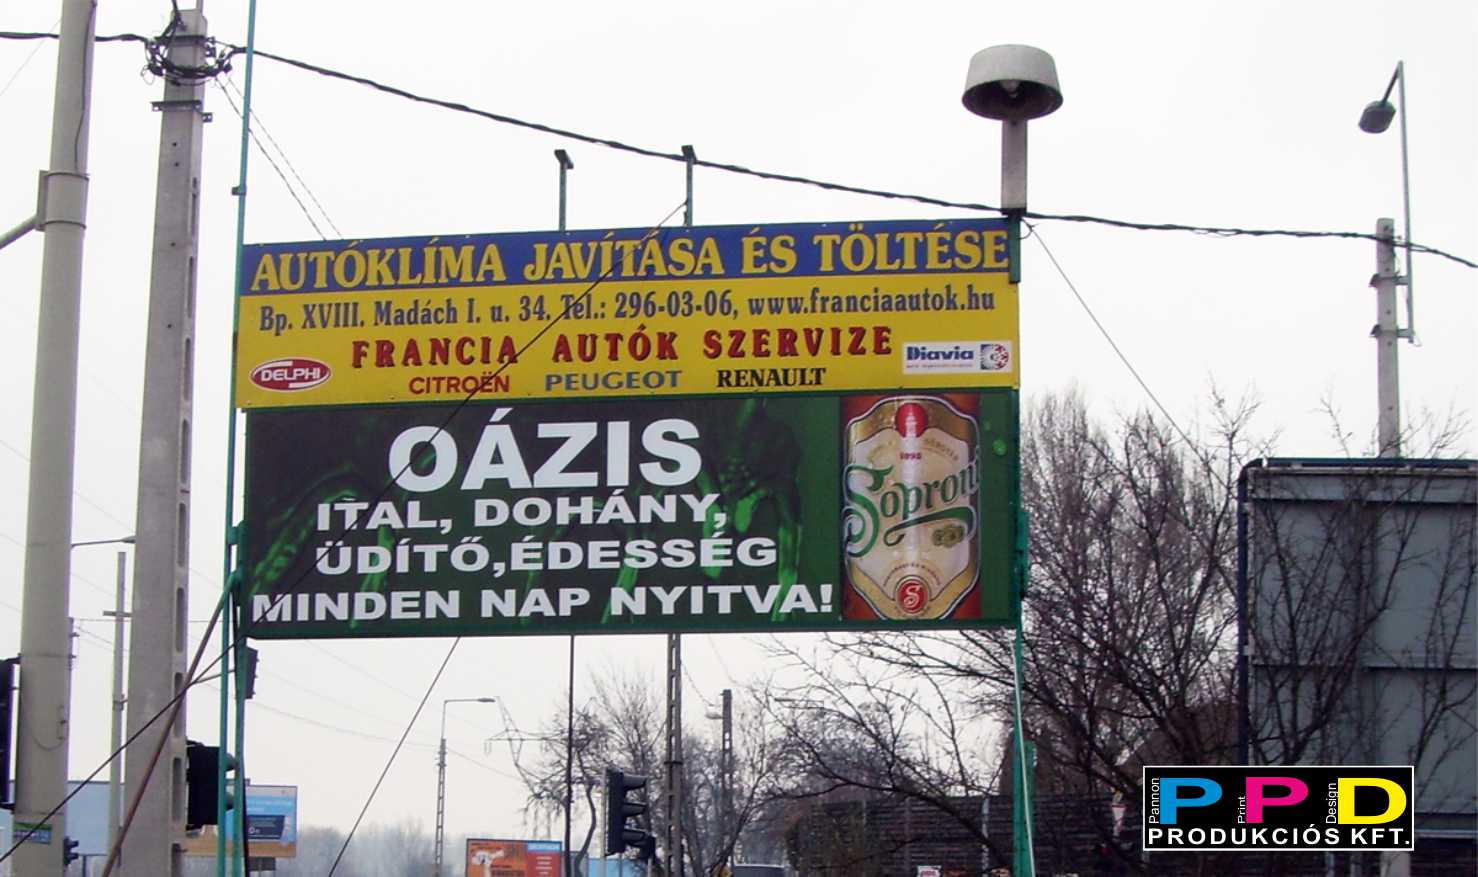 AUTÓKLÍMA JAVÍTÁSA ÉS TÖLTÉSE
Bp. XVIII. Madách I. u. 34. Tel.: 296-03-06, www.franciaautok.hu
FRANCIA AUTÓK SZERVIZE
DELPHI
CITROËN PEUGEOT RENAULT
Diavia
OÁZIS
ITAL, DOHÁNY,
ÜDÍTŐ,ÉDESSÉG
MINDEN NAP NYITVA!
1895
Soproni
S
Pannon Print Design
PPD
PRODUKCIÓS KFT.